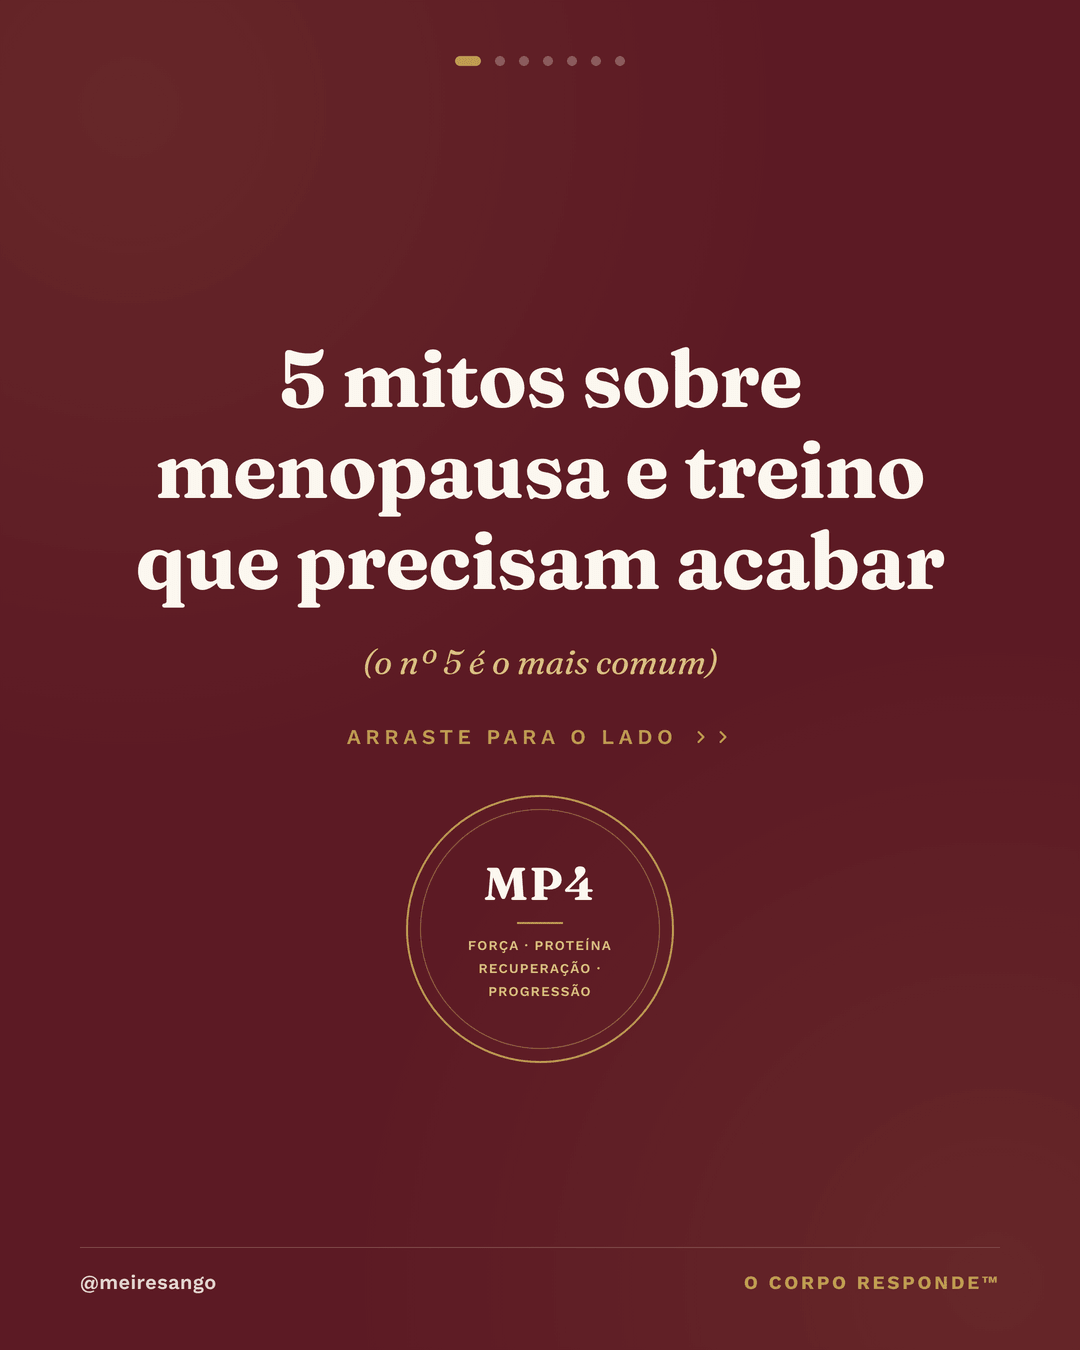 5 mitos sobre
menopausa e treino
que precisam acabar
(o nº 5 é o mais comum)
ARRASTE PARA O LADO >>
MP4
FORÇA · PROTEÍNA
RECUPERAÇÃO ·
PROGRESSÃO
@meiresango
O CORPO RESPONDE™